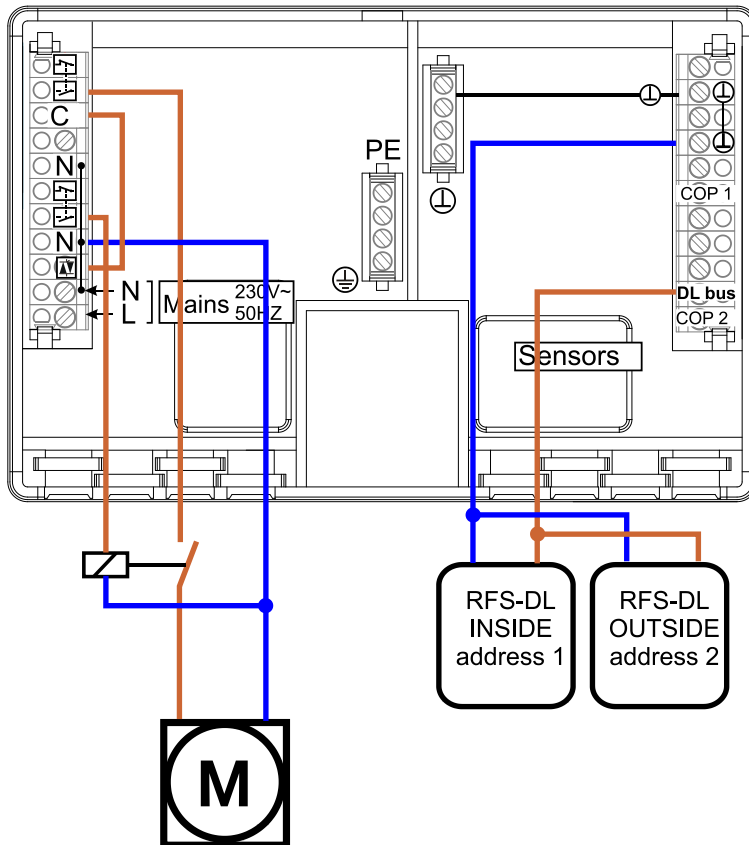 C
N
N
N
L
Mains 230V~
50HZ
PE
COP 1
DL bus
COP 2
Sensors
RFS-DL
INSIDE
address 1
RFS-DL
OUTSIDE
address 2
M